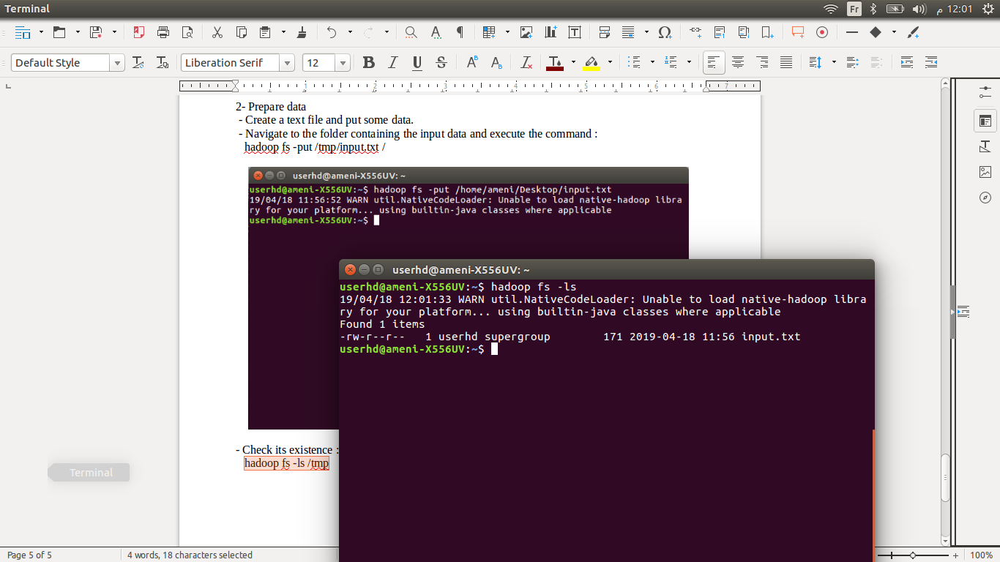 Terminal
Fr
12:01 م
Default Style
Liberation Serif
12
1 2 3 4 5 6 7
2- Prepare data
- Create a text file and put some data.
- Navigate to the folder containing the input data and execute the command :
hadoop fs -put /tmp/input.txt /
userhd@ameni-X556UV: ~
userhd@ameni-X556UV:~$ hadoop fs -put /home/ameni/Desktop/input.txt
19/04/18 11:56:52 WARN util.NativeCodeLoader: Unable to load native-hadoop libra
ry for your platform... using builtin-java classes where applicable
userhd@ameni-X556UV:~$
userhd@ameni-X556UV: ~
userhd@ameni-X556UV:~$ hadoop fs -ls
19/04/18 12:01:33 WARN util.NativeCodeLoader: Unable to load native-hadoop libra
ry for your platform... using builtin-java classes where applicable
Found 1 items
-rw-r--r--   1 userhd supergroup        171 2019-04-18 11:56 input.txt
userhd@ameni-X556UV:~$
- Check its existence :
hadoop fs -ls /tmp
Terminal
Page 5 of 5
4 words, 18 characters selected
100%